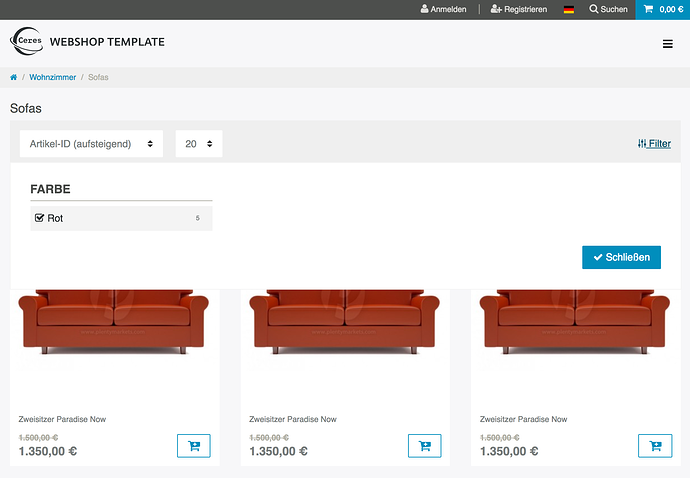 Anmelden | Registrieren Suchen 0,00 €
Ceres WEBSHOP TEMPLATE
/ Wohnzimmer / Sofas
Sofas
Artikel-ID (aufsteigend) 20 Filter
FARBE
Rot 5
Schließen
Zweisitzer Paradise Now Zweisitzer Paradise Now Zweisitzer Paradise Now
1.500,00 € 1.500,00 € 1.500,00 €
1.350,00 € 1.350,00 € 1.350,00 €